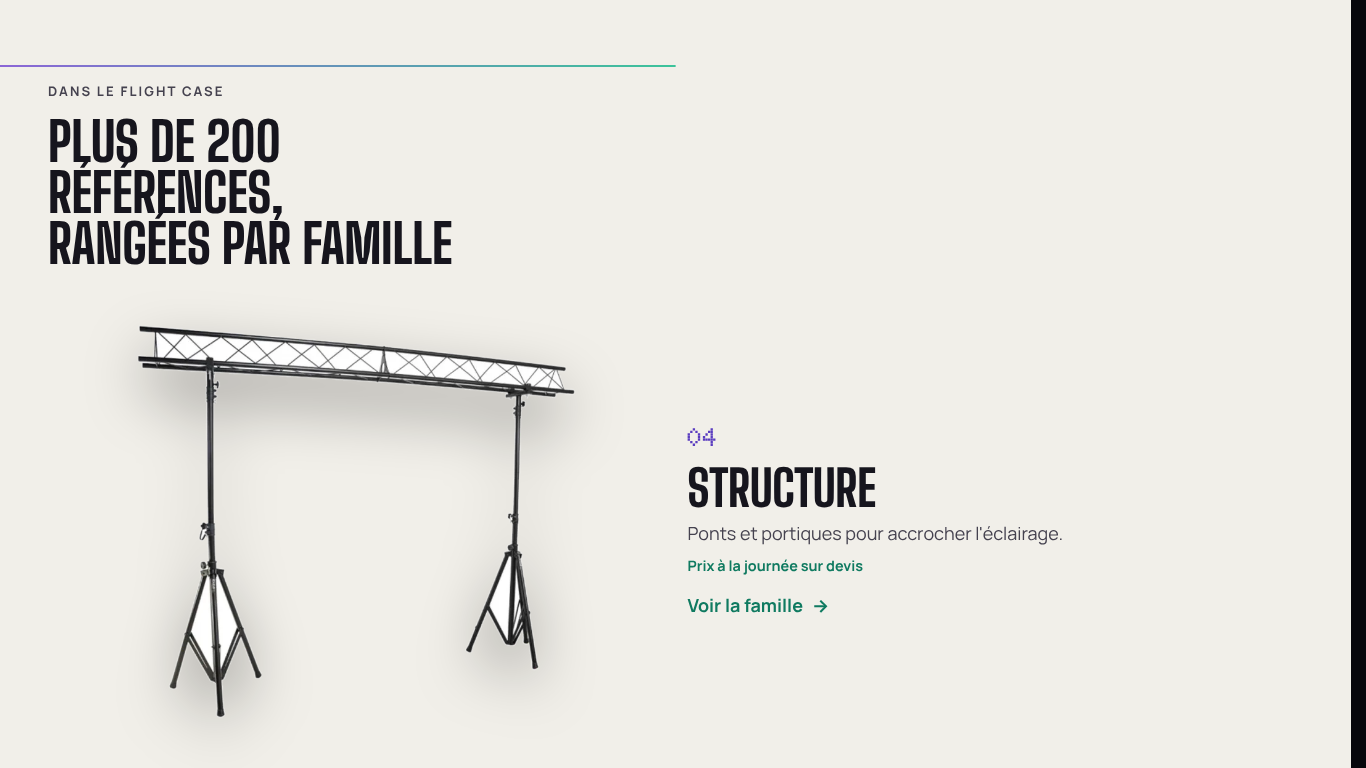 DANS LE FLIGHT CASE
PLUS DE 200
RÉFÉRENCES,
RANGÉES PAR FAMILLE
04
STRUCTURE
Ponts et portiques pour accrocher l'éclairage.
Prix à la journée sur devis
Voir la famille →